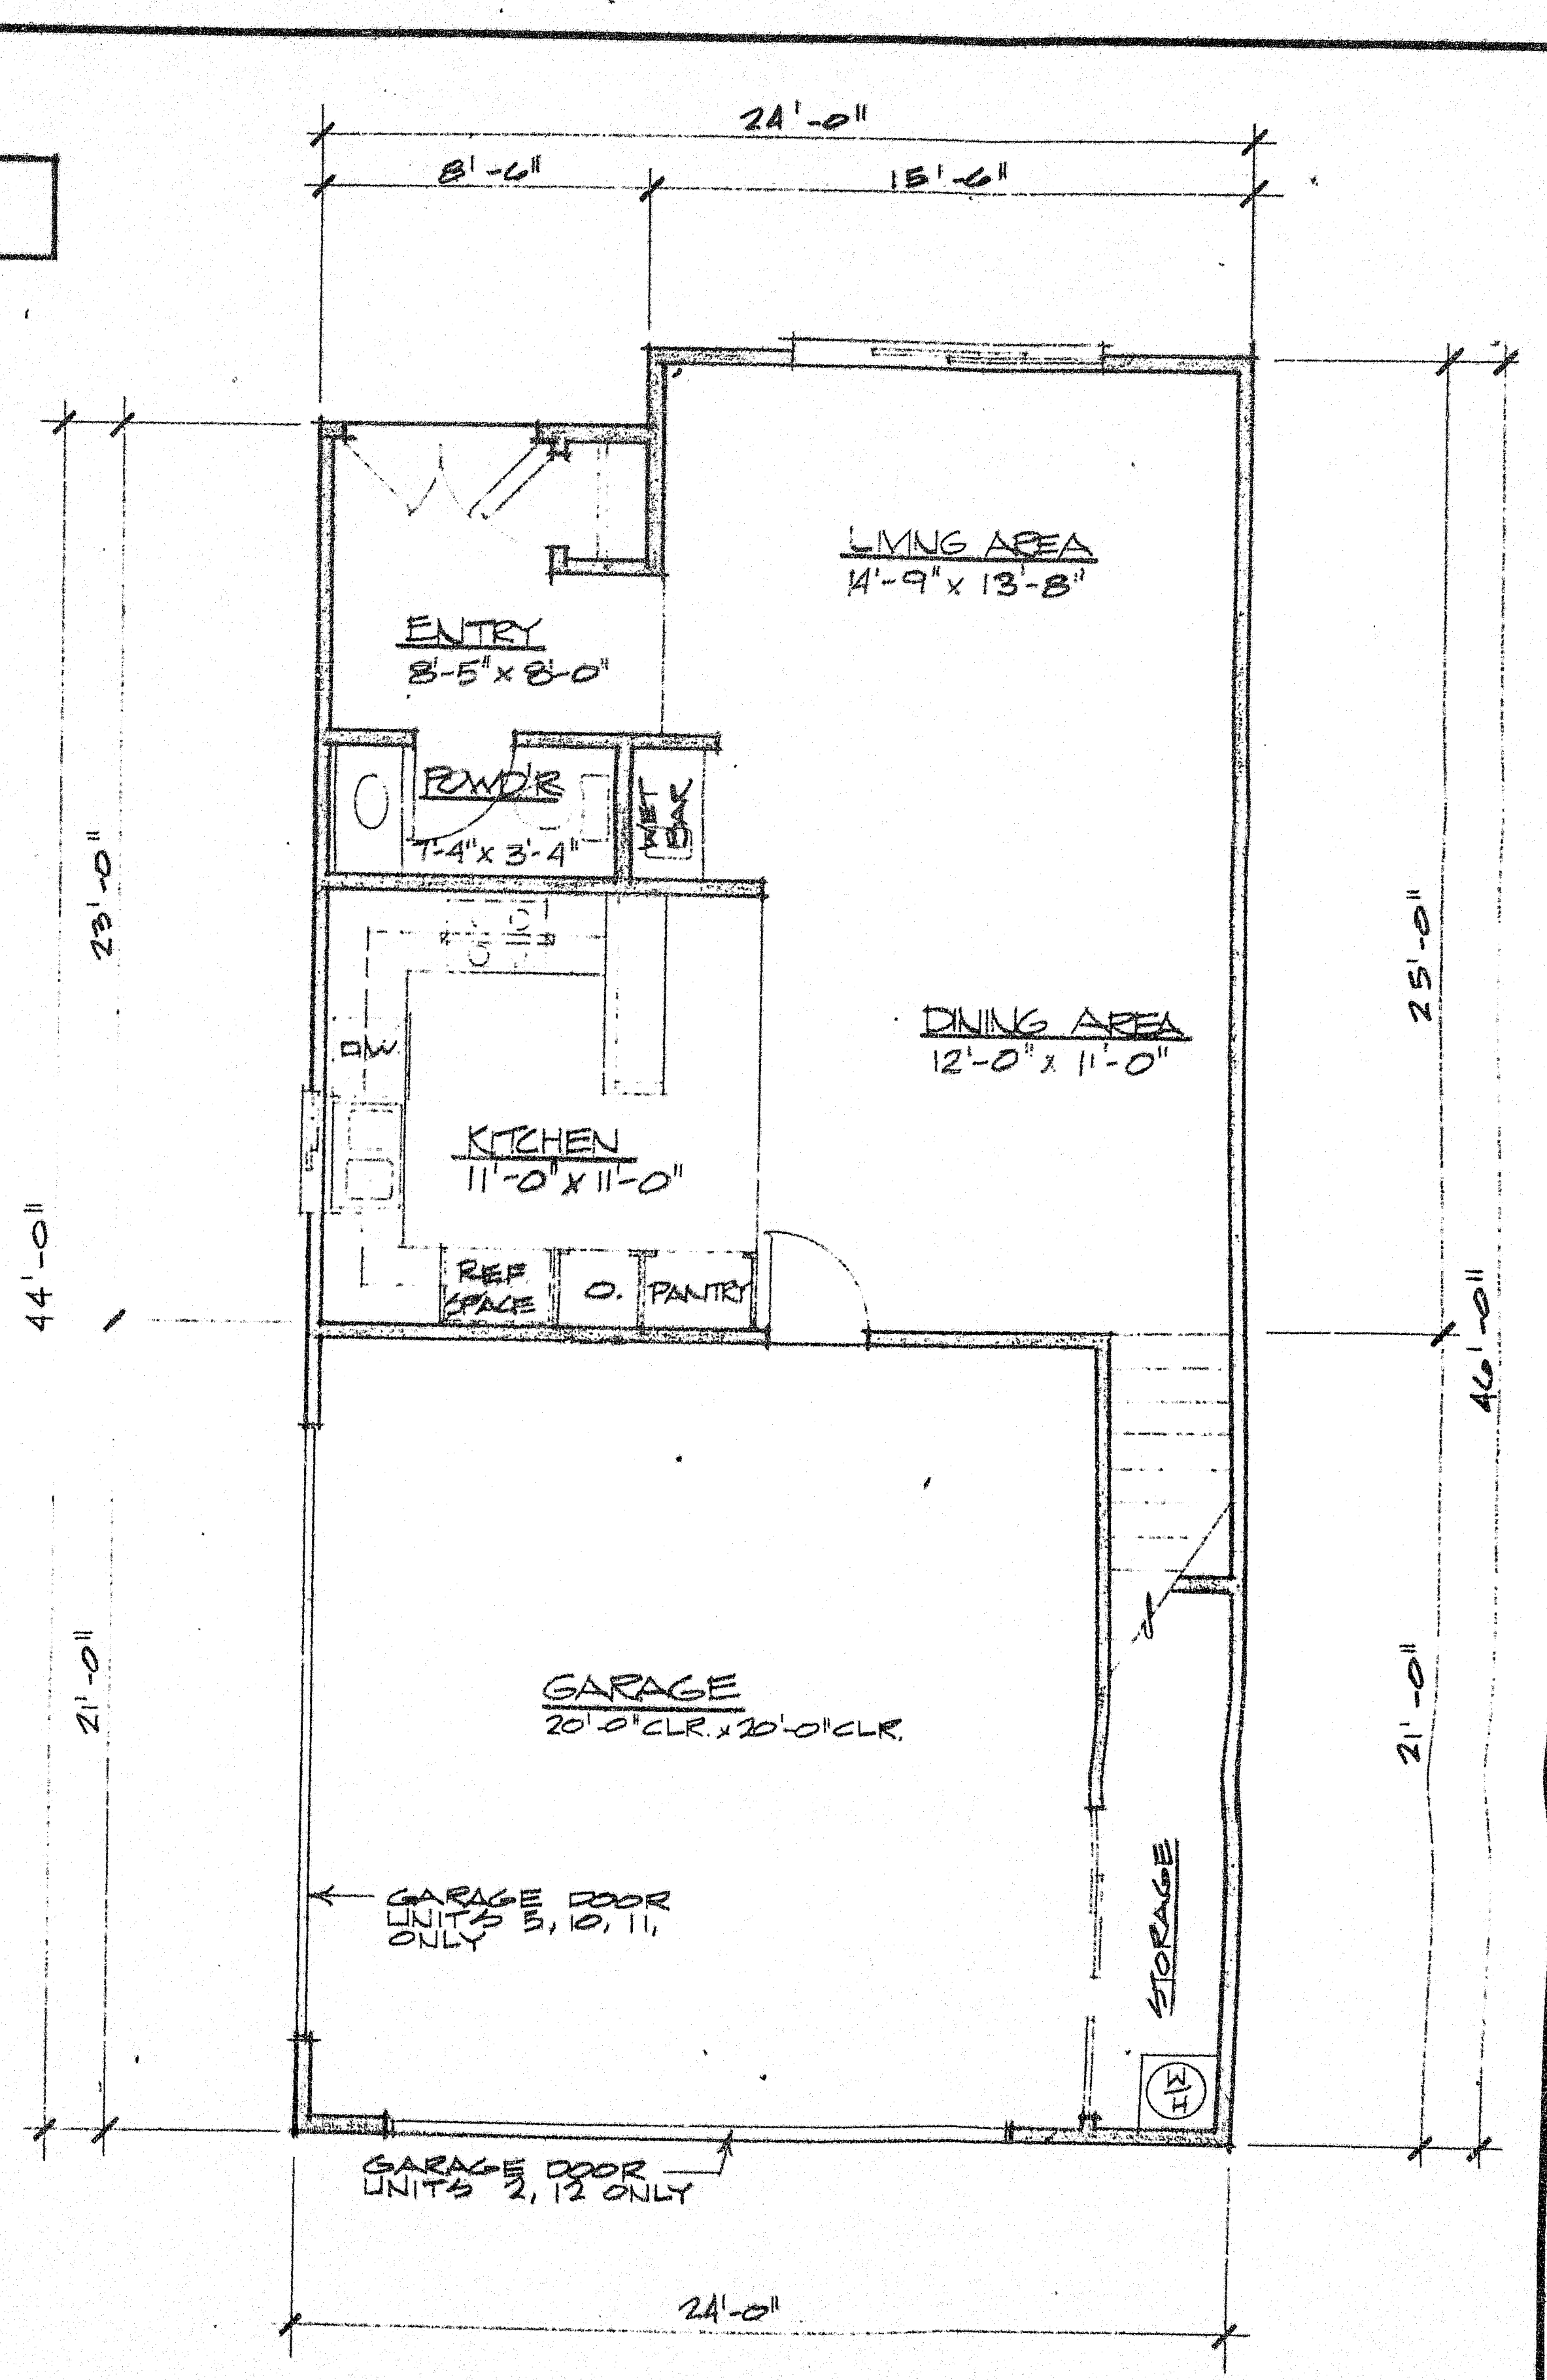 24'-0"
8'-6"
15'-6"
LIVING AREA
14'-9" x 13'-8"
ENTRY
8'-5" x 8'-0"
POWD'R
7'-4" x 3'-4"
WET
BAR
23'-0"
25'-0"
DINING AREA
12'-0" x 11'-0"
DW
KITCHEN
11'-0" x 11'-0"
44'-0"
46'-0"
REF
SPACE
O.
PANTRY
21'-0"
21'-0"
GARAGE
20'-0" CLR. x 20'-0" CLR.
GARAGE DOOR
UNITS 5, 10, 11,
ONLY
STORAGE
WH
GARAGE DOOR
UNITS 2, 12 ONLY
24'-0"